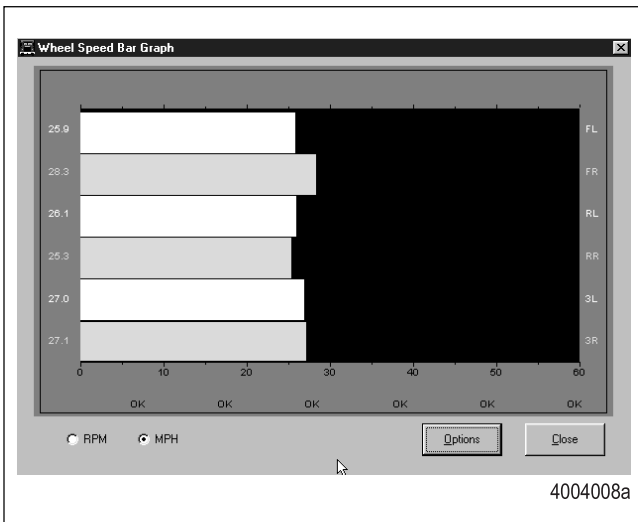 Wheel Speed Bar Graph
25.9 FL
28.3 FR
26.1 RL
25.3 RR
27.0 3L
27.1 3R
0 10 20 30 40 50 60
OK OK OK OK OK OK
RPM MPH Options Close
4004008a